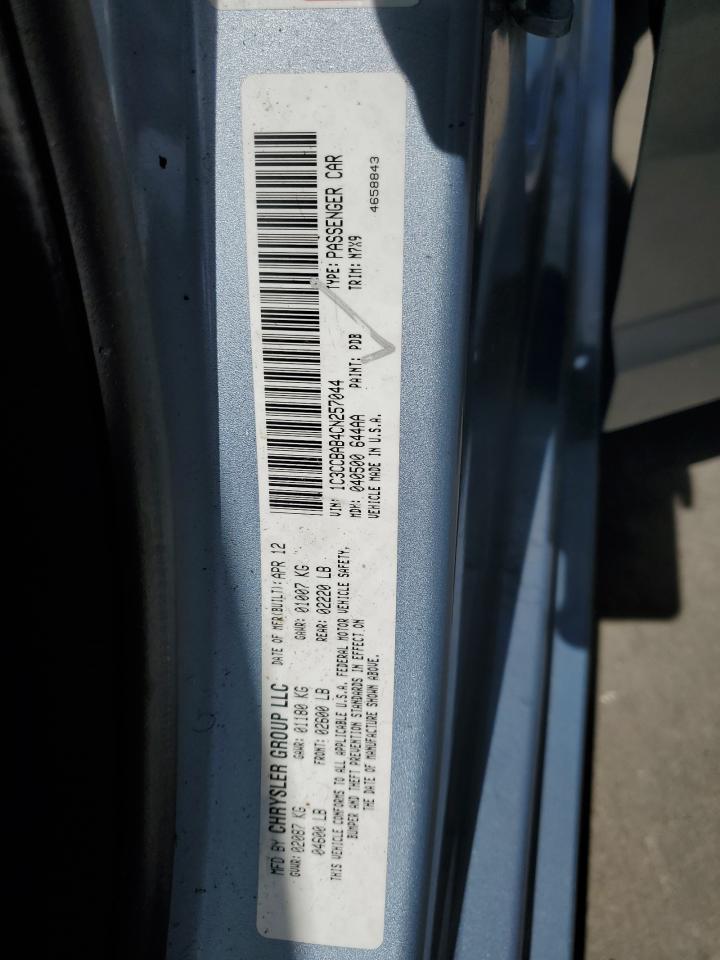 MFD BY CHRYSLER GROUP LLC DATE OF MFR(BUILT): APR 12
GVWR: 02087 KG GAWR: 01180 KG GAWR: 01007 KG
04600 LB FRONT: 02600 LB REAR: 02220 LB
THIS VEHICLE CONFORMS TO ALL APPLICABLE U.S.A. FEDERAL MOTOR VEHICLE SAFETY,
BUMPER AND THEFT PREVENTION STANDARDS IN EFFECT ON
THE DATE OF MANUFACTURE SHOWN ABOVE.
VIN: 1C3CCBAB4CN257044 TYPE: PASSENGER CAR
MDH: 040500 644AA PAINT: PDB TRIM: M7X9
VEHICLE MADE IN U.S.A. 4658843